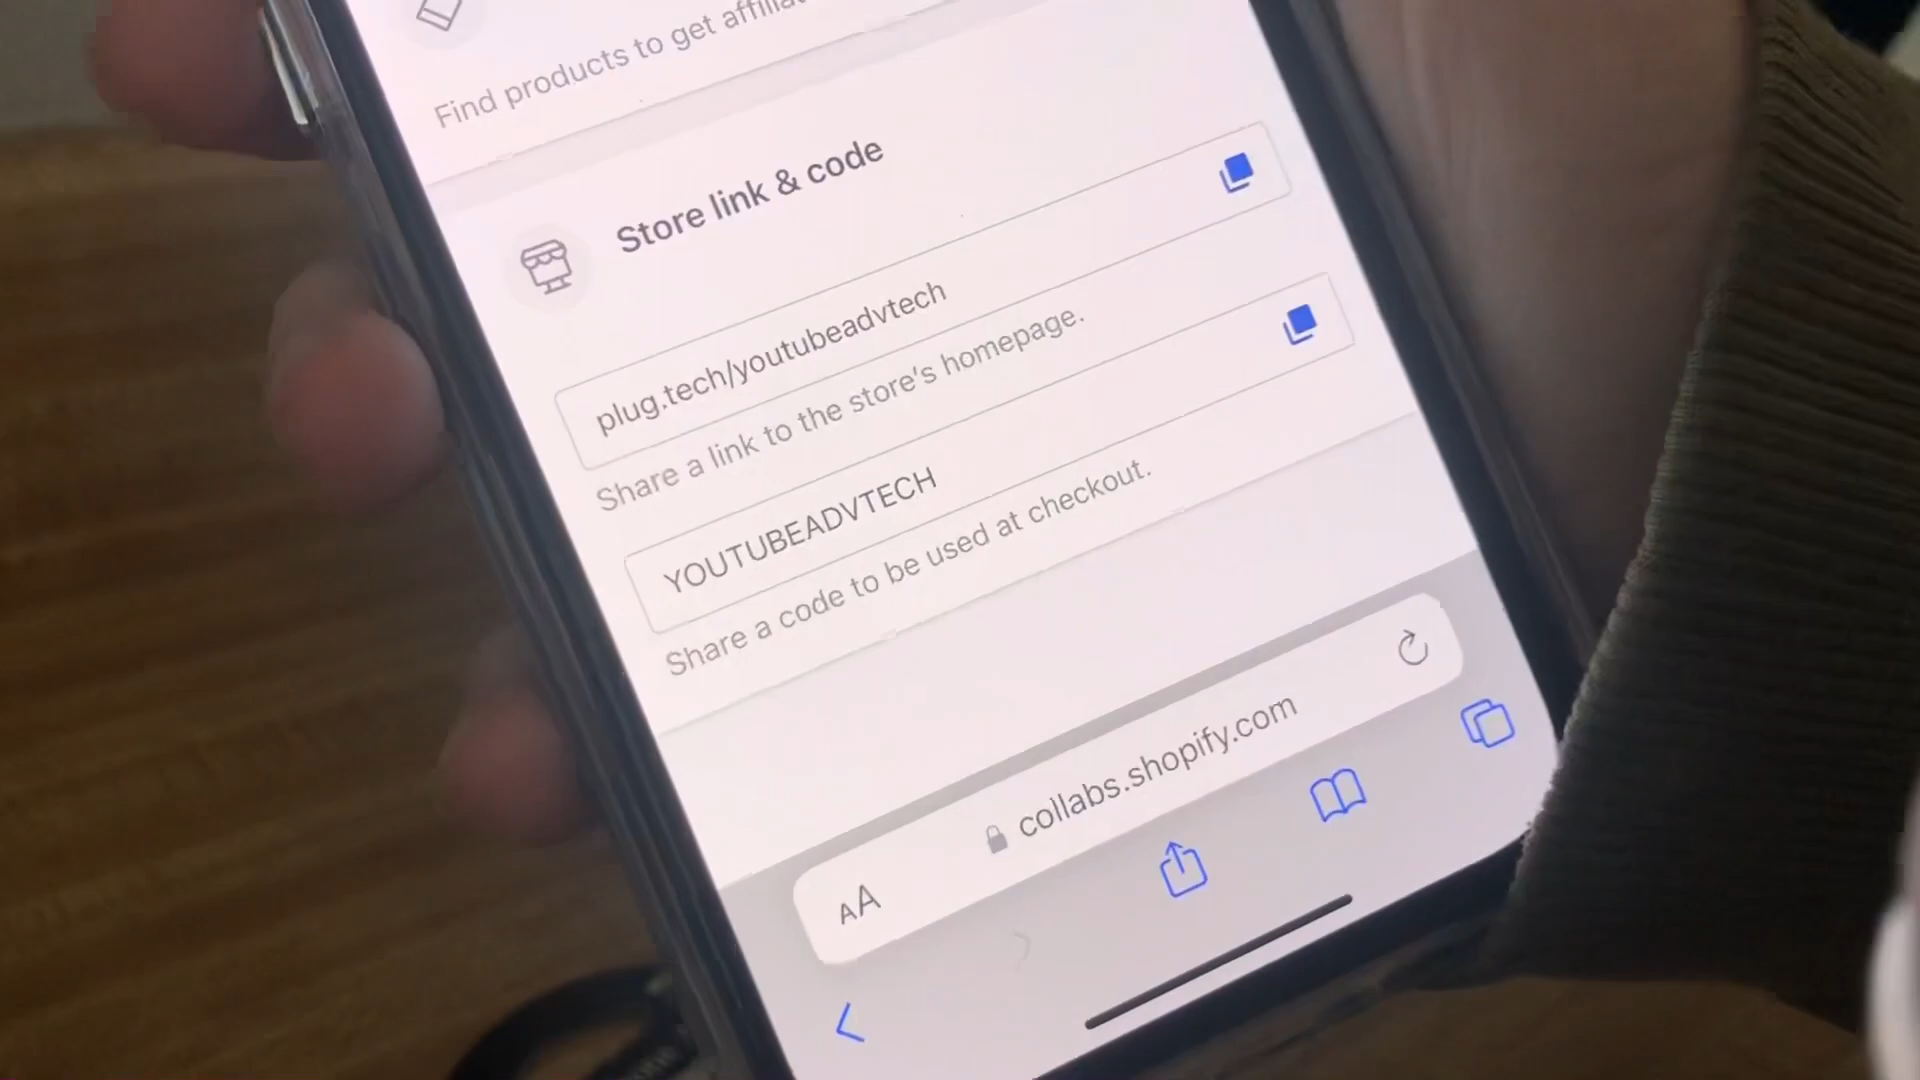 Find products to get affilia
Store link & code
plug.tech/youtubeadvtech
Share a link to the store's homepage.
YOUTUBEADVTECH
Share a code to be used at checkout.
AA
collabs.shopify.com